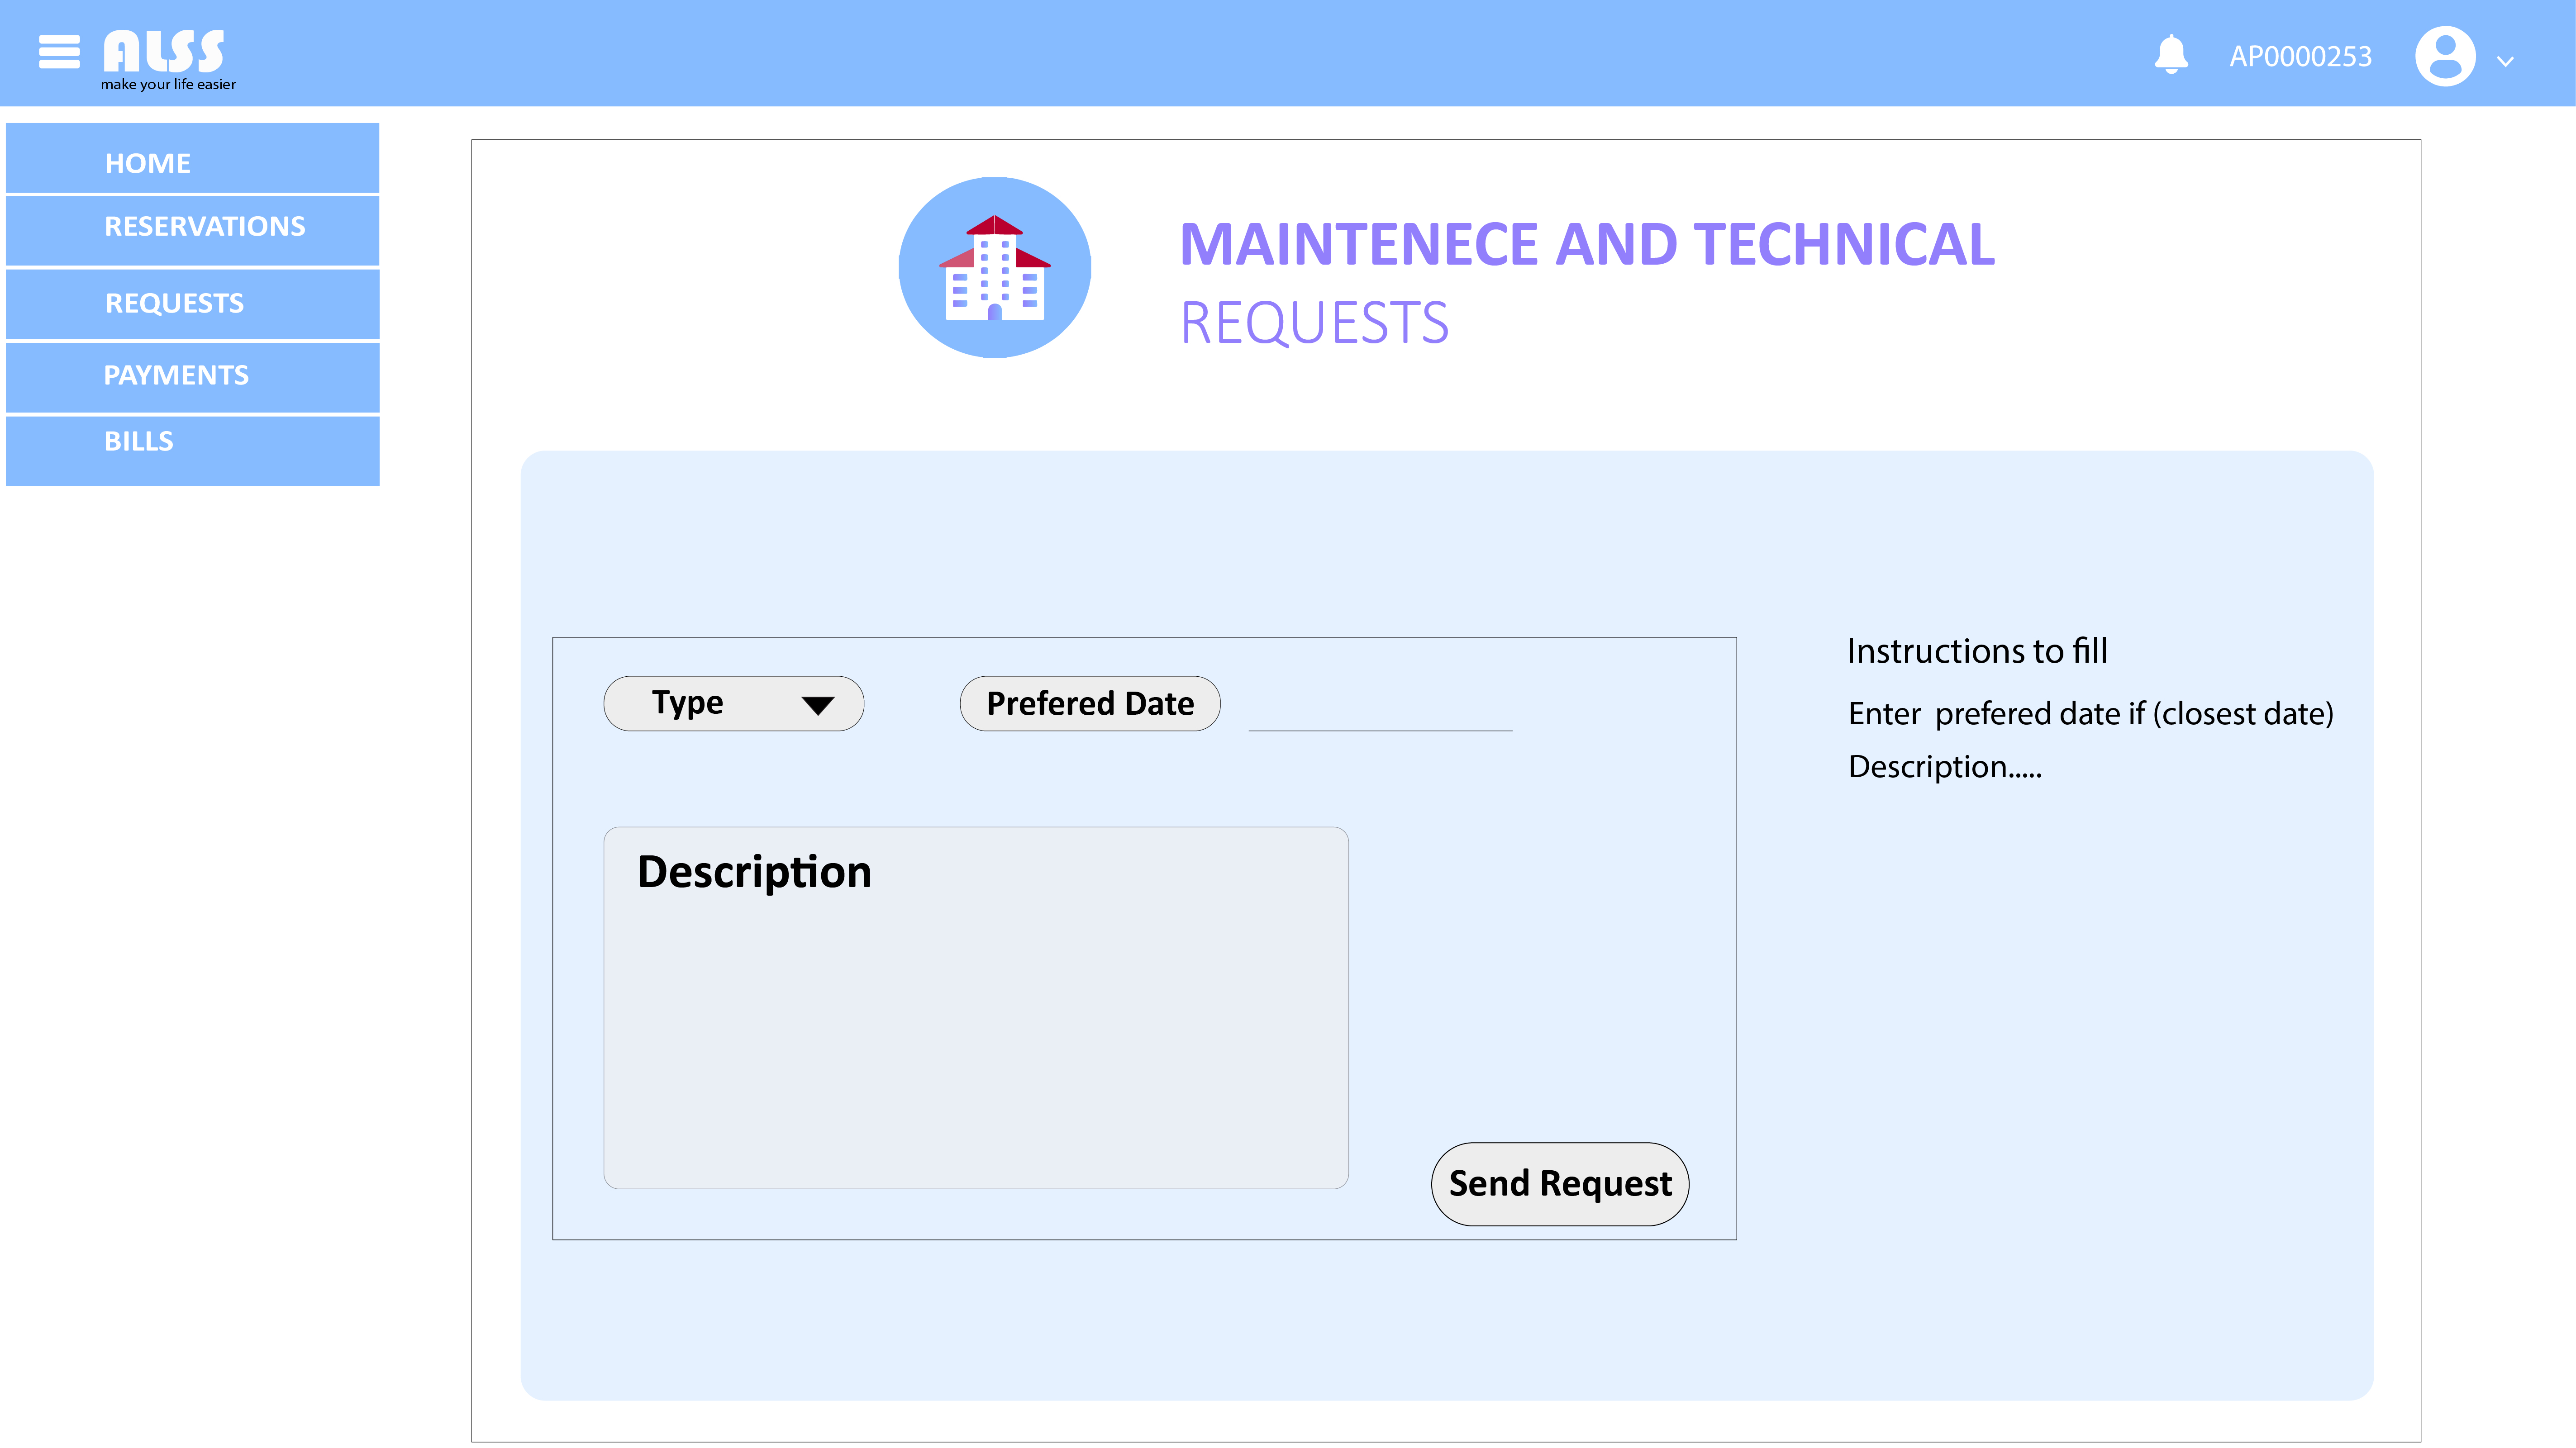 ALSS
make your life easier
AP0000253
HOME
RESERVATIONS
REQUESTS
PAYMENTS
BILLS
MAINTENECE AND TECHNICAL
REQUESTS
Type
Prefered Date
Description
Send Request
Instructions to fill
Enter  prefered date if (closest date)
Description.....